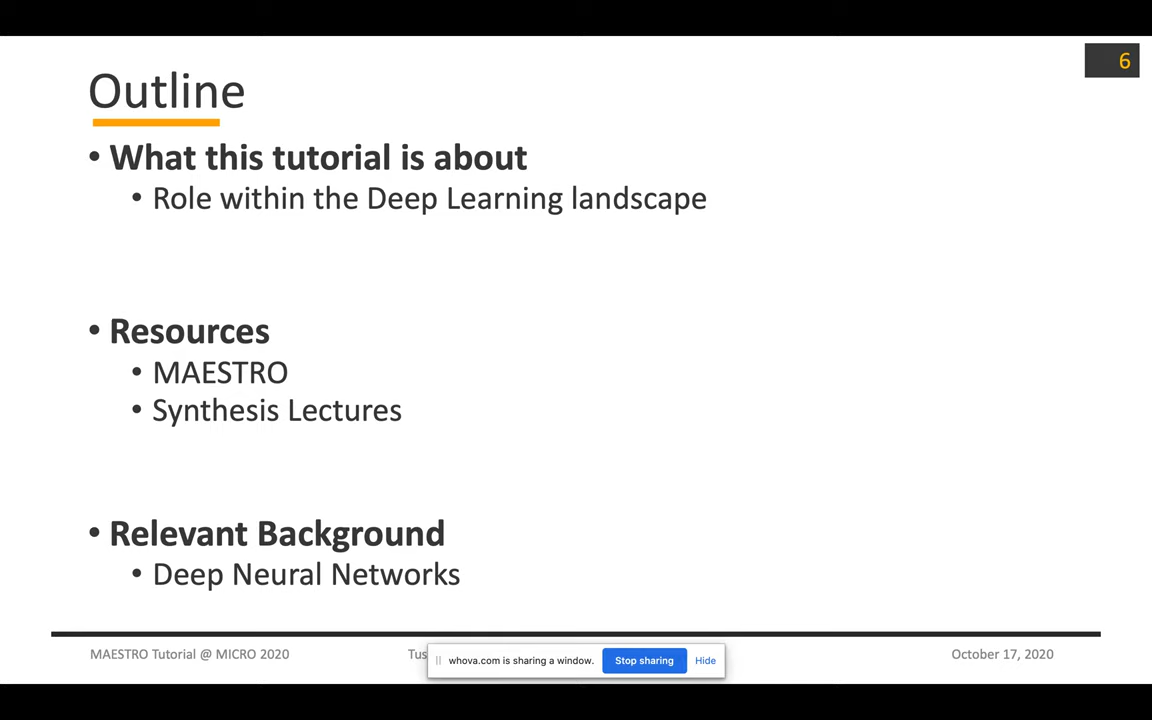 6
Outline
• What this tutorial is about
• Role within the Deep Learning landscape
• Resources
• MAESTRO
• Synthesis Lectures
• Relevant Background
• Deep Neural Networks
MAESTRO Tutorial @ MICRO 2020
October 17, 2020
whova.com is sharing a window. Stop sharing Hide